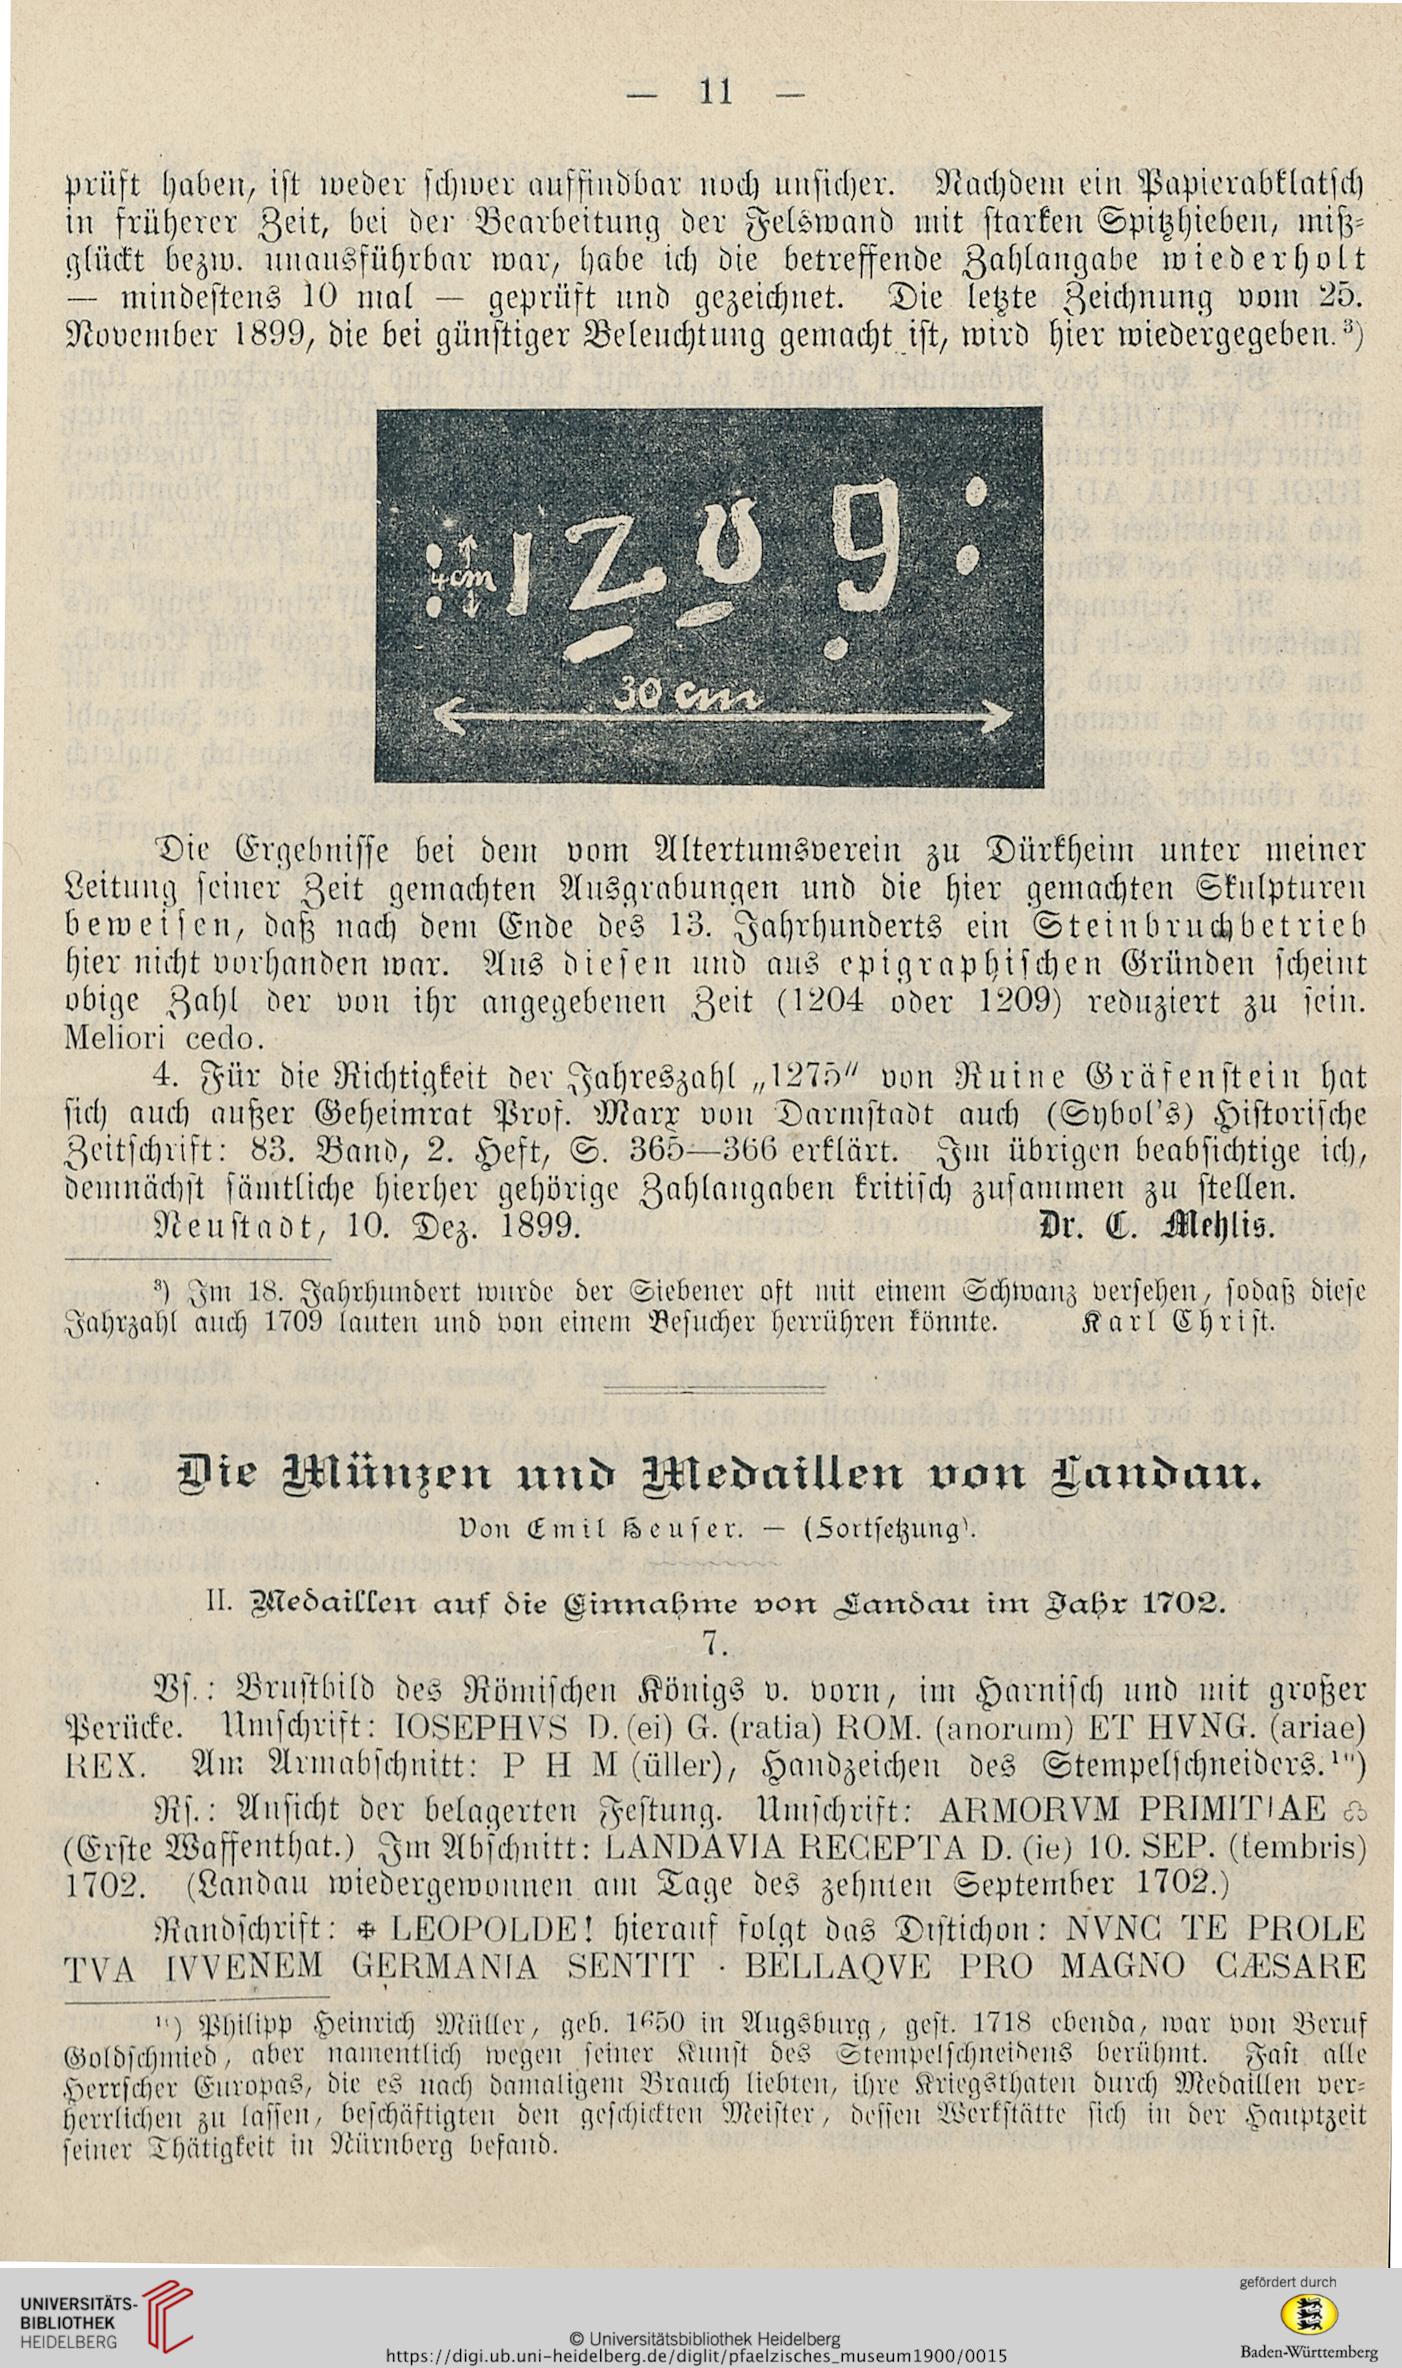 — 11 —
prüft haben, ist weder schwer auffindbar noch unsicher. Nachdem ein Papierabklatsch
in früherer Zeit, bei der Bearbeitung der Felswand mit starken Spitzhieben, miß-
glückt bezw. unausführbar war, habe ich die betreffende Zahlangabe wiederholt
— mindestens 10 mal — geprüft und gezeichnet. Die letzte Zeichnung vom 25.
November 1899, die bei günstiger Beleuchtung gemacht ist, wird hier wiedergegeben.³)
: 4 cm 1 2 0 9 :
30 cm
Die Ergebnisse bei dem vom Altertumsverein zu Dürkheim unter meiner
Leitung seiner Zeit gemachten Ausgrabungen und die hier gemachten Skulpturen
beweisen, daß nach dem Ende des 13. Jahrhunderts ein Steinbruchbetrieb
hier nicht vorhanden war. Aus diesen und aus epigraphischen Gründen scheint
obige Zahl der von ihr angegebenen Zeit (1204 oder 1209) reduziert zu sein.
Meliori cedo.
4. Für die Richtigkeit der Jahreszahl „1275" von Ruine Gräfenstein hat
sich auch außer Geheimrat Prof. Marx von Darmstadt auch (Sybol's) Historische
Zeitschrift: 83. Band, 2. Heft, S. 365—366 erklärt. Im übrigen beabsichtige ich,
demnächst sämtliche hierher gehörige Zahlangaben kritisch zusammen zu stellen.
Neustadt, 10. Dez. 1899. Dr. C. Mehlis.
³) Im 18. Jahrhundert wurde der Siebener oft mit einem Schwanz versehen, sodaß diese
Jahrzahl auch 1709 lauten und von einem Besucher herrühren könnte. Karl Christ.
Die Münzen und Medaillen von Landau.
Von Emil Heuser. — (Fortsetzung).
II. Medaillen auf die Einnahme von Landau im Jahr 1702.
7.
Vs.: Brustbild des Römischen Königs v. vorn, im Harnisch und mit großer
Perücke. Umschrift: IOSEPHVS D. (ei) G. (ratia) ROM. (anorum) ET HVNG. (ariae)
REX. Am Armabschnitt: P H M (üller), Handzeichen des Stempelschneiders.¹⁰)
Rs.: Ansicht der belagerten Festung. Umschrift: ARMORVM PRIMITIAE
(Erste Waffenthat.) Im Abschnitt: LANDAVIA RECEPTA D. (ie) 10. SEP. (tembris)
1702. (Landau wiedergewonnen am Tage des zehnten September 1702.)
Randschrift: ✠ LEOPOLDE! hierauf folgt das Distichon: NVNC TE PROLE
TVA IVVENEM GERMANIA SENTIT · BELLAQVE PRO MAGNO CÆSARE
¹⁰) Philipp Heinrich Müller, geb. 1650 in Augsburg, gest. 1718 ebenda, war von Beruf
Goldschmied, aber namentlich wegen seiner Kunst des Stempelschneidens berühmt. Fast alle
Herrscher Europas, die es nach damaligem Brauch liebten, ihre Kriegsthaten durch Medaillen ver-
herrlichen zu lassen, beschäftigten den geschickten Meister, dessen Werkstätte sich in der Hauptzeit
seiner Thätigkeit in Nürnberg befand.
UNIVERSITÄTS-
BIBLIOTHEK
HEIDELBERG
© Universitätsbibliothek Heidelberg
https://digi.ub.uni-heidelberg.de/diglit/pfaelzisches_museum1900/0015
gefördert durch
Baden-Württemberg